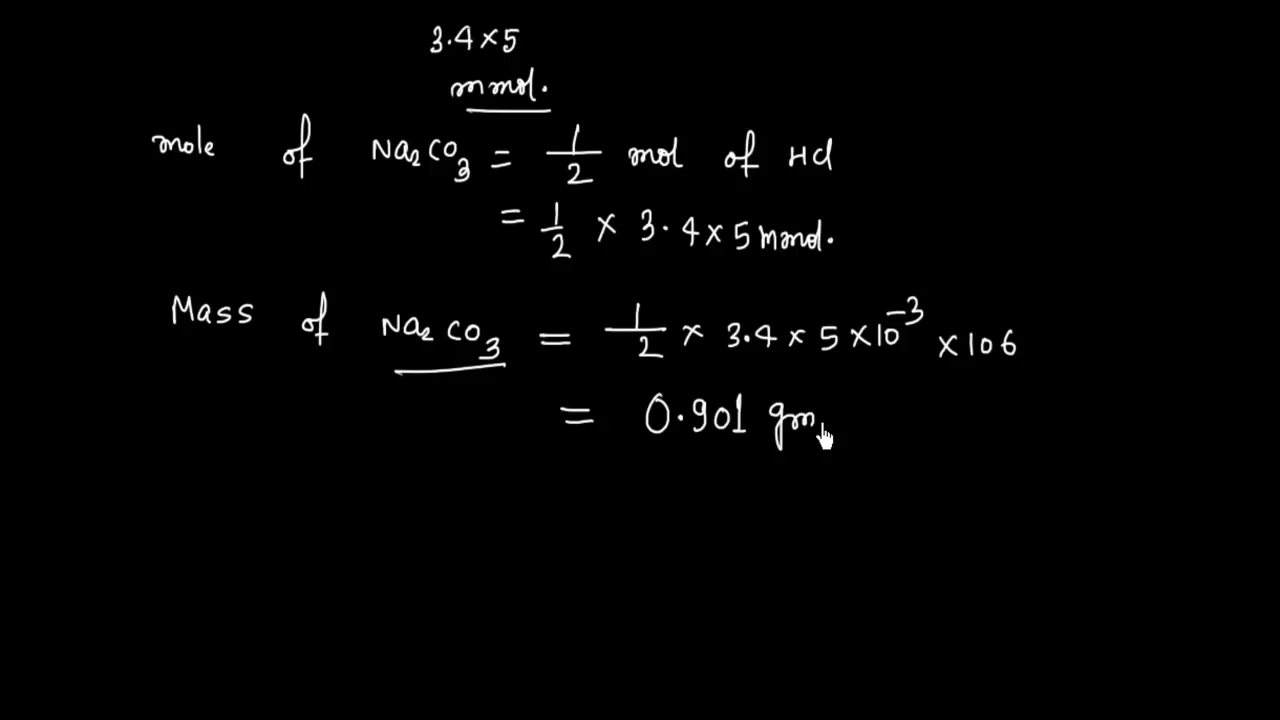 3.4×5
mmol.
mole of Na₂CO₃ = 1/2 mol of HCl
= 1/2 × 3.4×5 mmol.
Mass of Na₂CO₃ = 1/2 × 3.4 × 5 ×10⁻³ ×106
= 0.901 gm